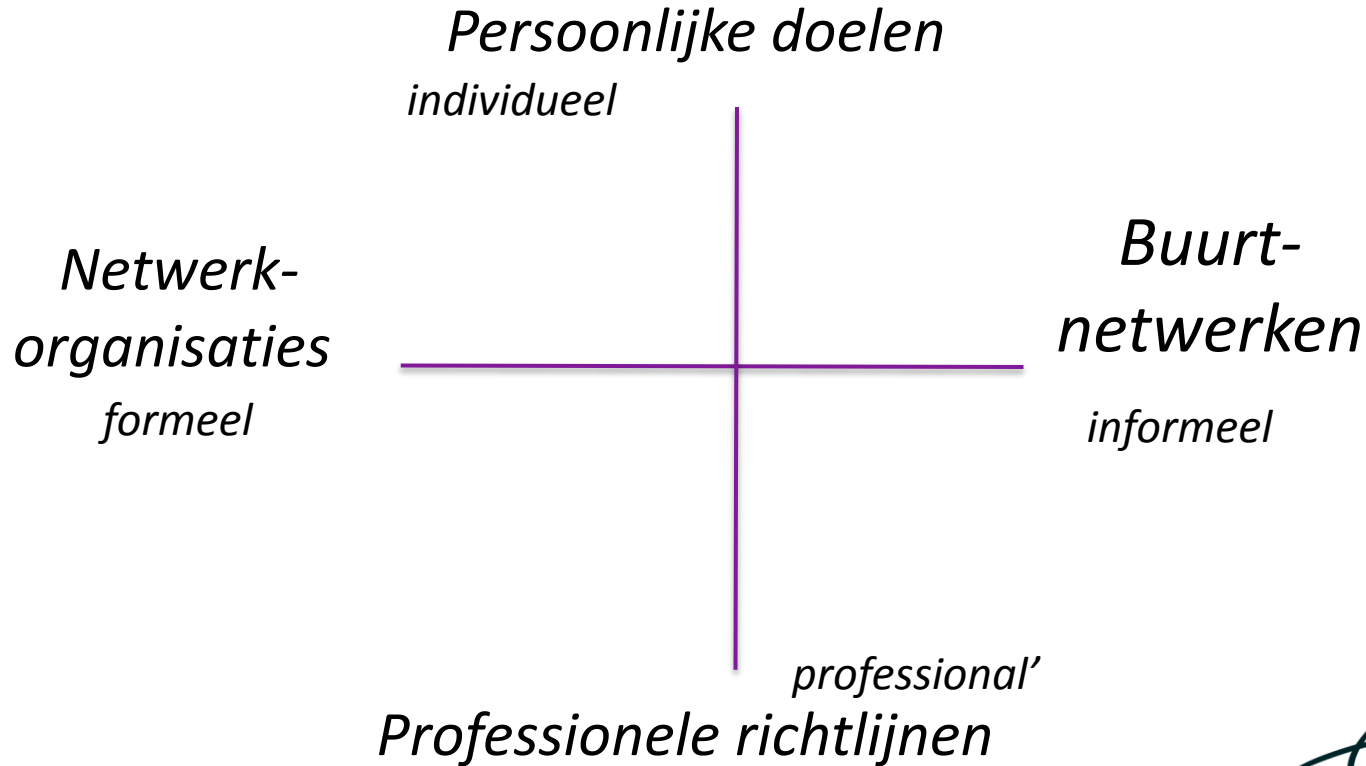 Persoonlijke doelen
individueel
Netwerk-
organisaties
formeel
Buurt-
netwerken
informeel
professional’
Professionele richtlijnen